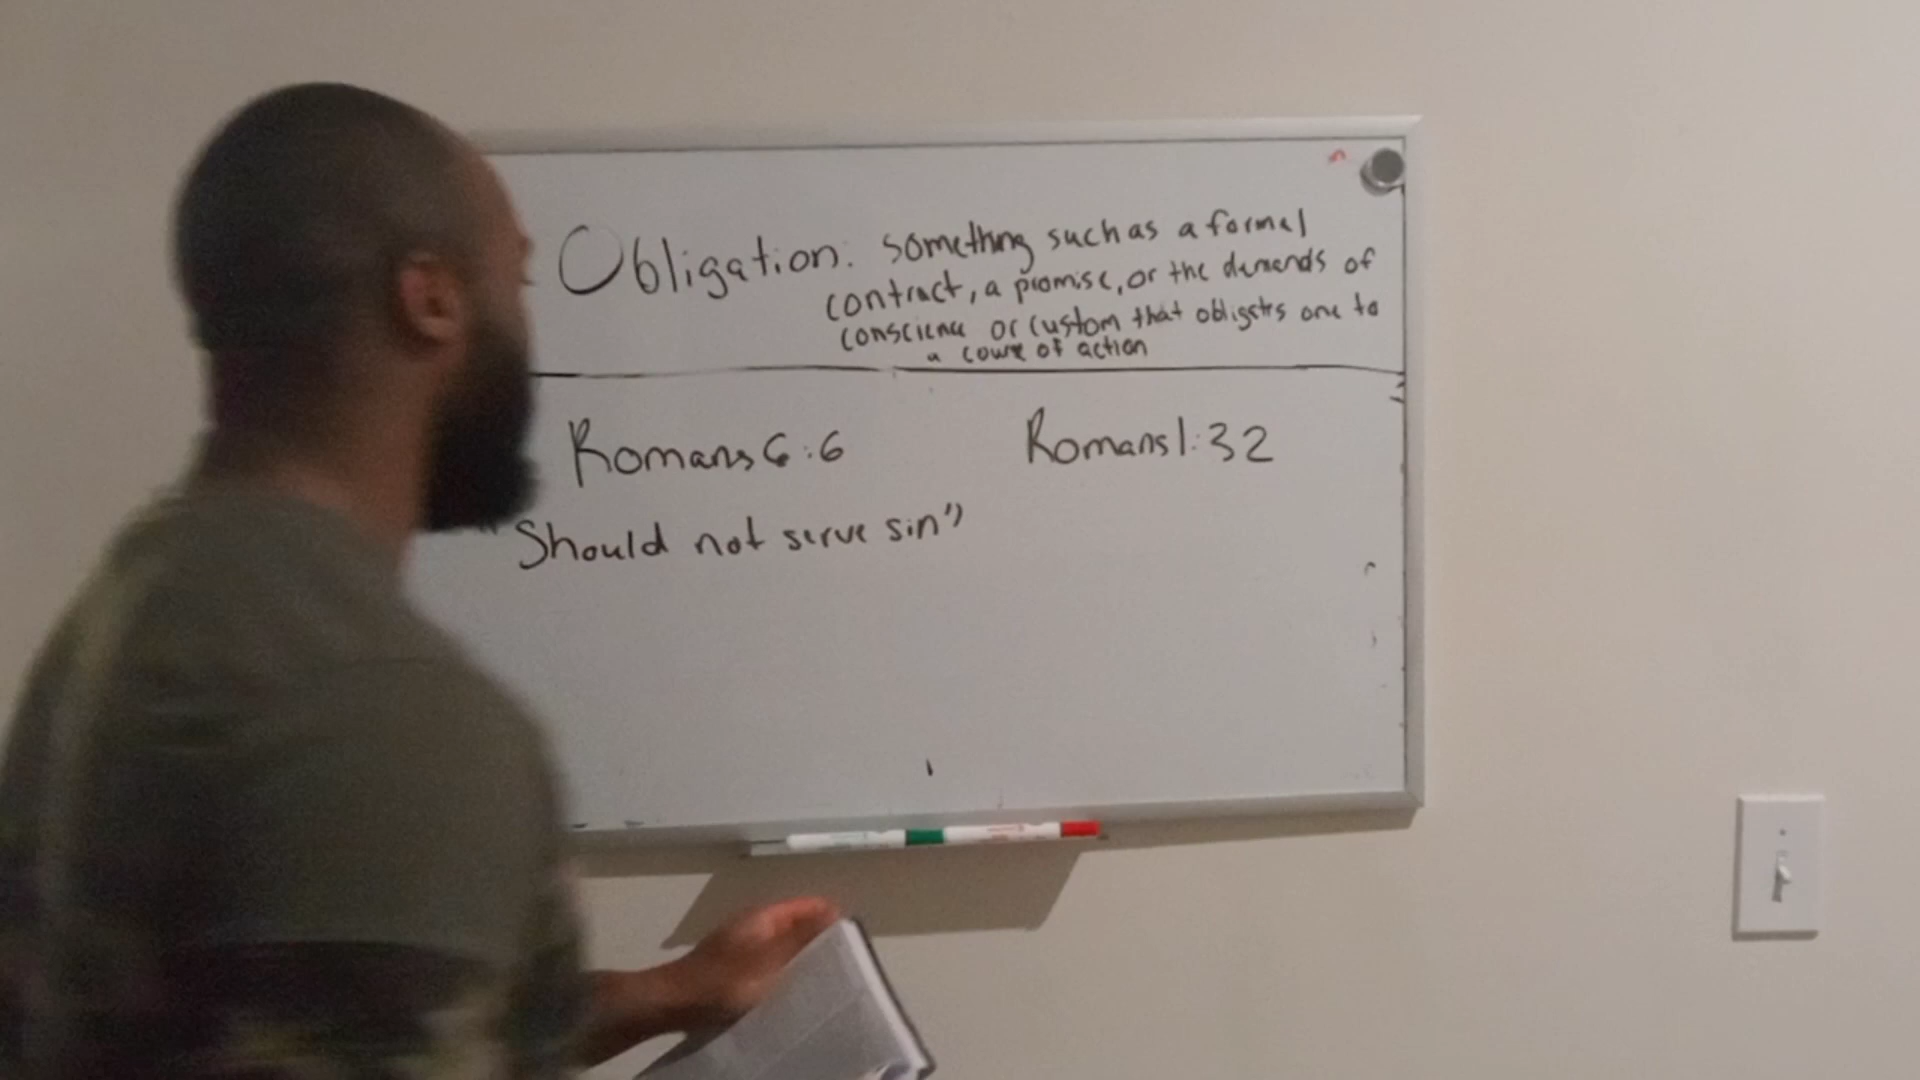 Obligation: something such as a formal
contract, a promise, or the demands of
conscience or custom that obligates one to
a course of action
Romans 6:6
Romans 1:32
"Should not serve sin"